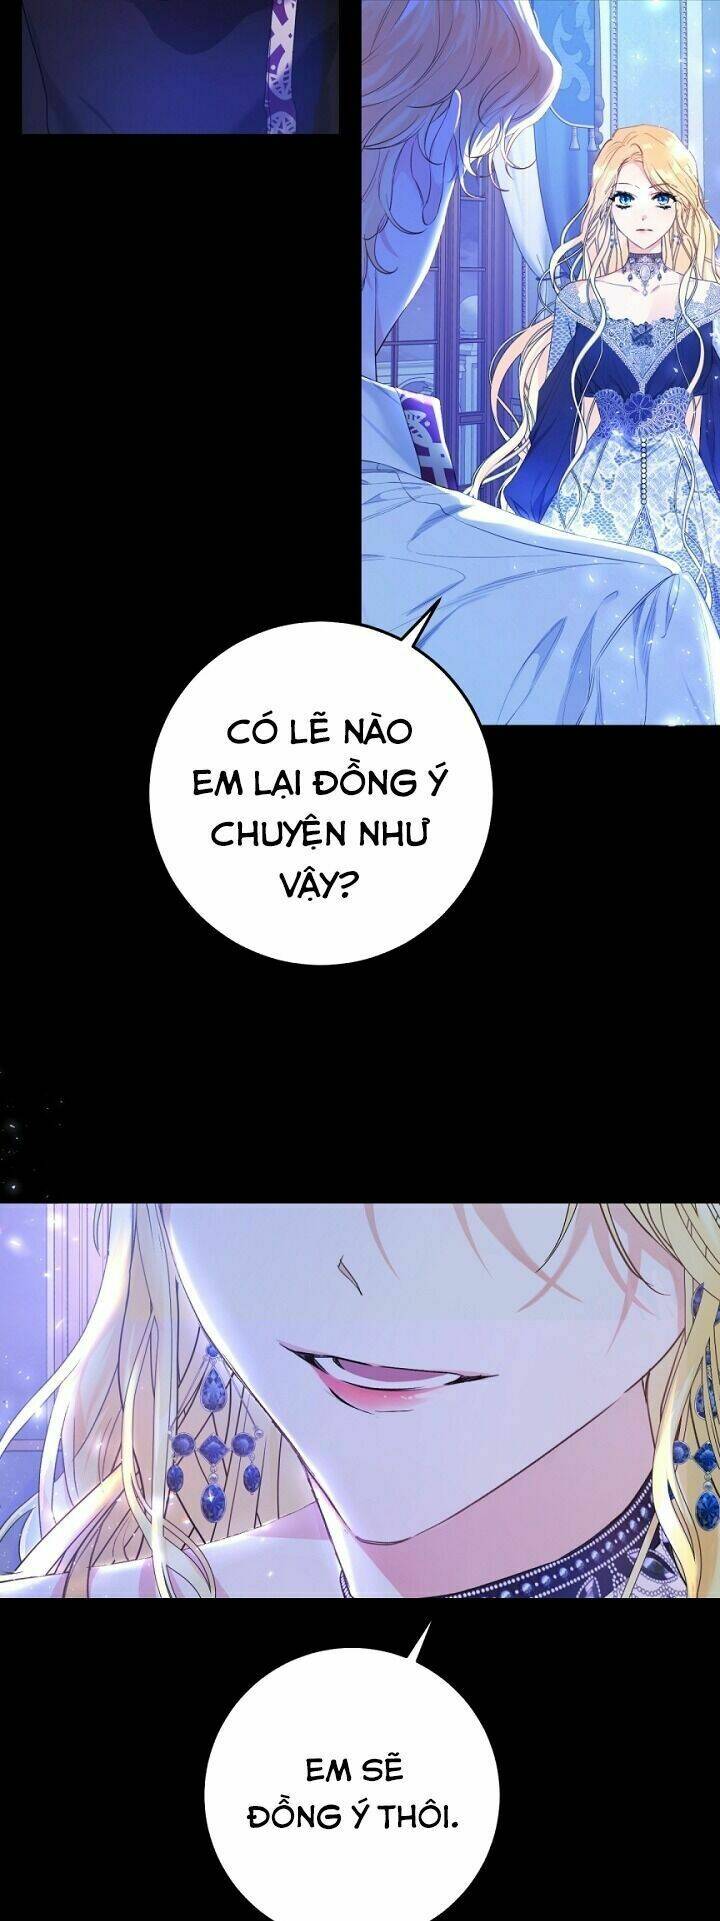 CÓ LẼ NÀO
EM LẠI ĐỒNG Ý
CHUYỆN NHƯ
VẬY?
EM SẼ
ĐỒNG Ý THÔI.